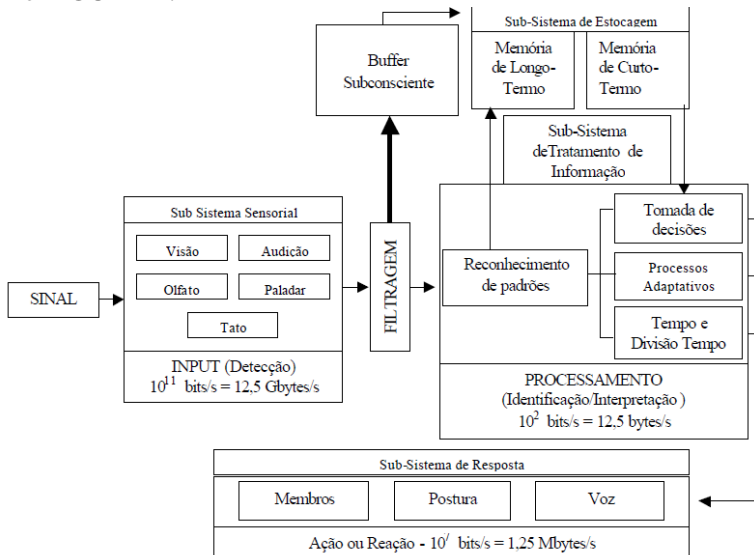 Sub-Sistema de Estocagem
Buffer
Subconsciente
Memória
de Longo-
Termo
Memória
de Curto-
Termo
Sub-Sistema
deTratamento de
Informação
Sub Sistema Sensorial
Visão
Audição
Olfato
Paladar
Tato
SINAL
INPUT (Detecção)
10¹¹ bits/s = 12,5 Gbytes/s
FILTRAGEM
Reconhecimento
de padrões
Tomada de
decisões
Processos
Adaptativos
Tempo e
Divisão Tempo
PROCESSAMENTO
(Identificação/Interpretação )
10² bits/s = 12,5 bytes/s
Sub-Sistema de Resposta
Membros
Postura
Voz
Ação ou Reação - 10⁷ bits/s = 1,25 Mbytes/s